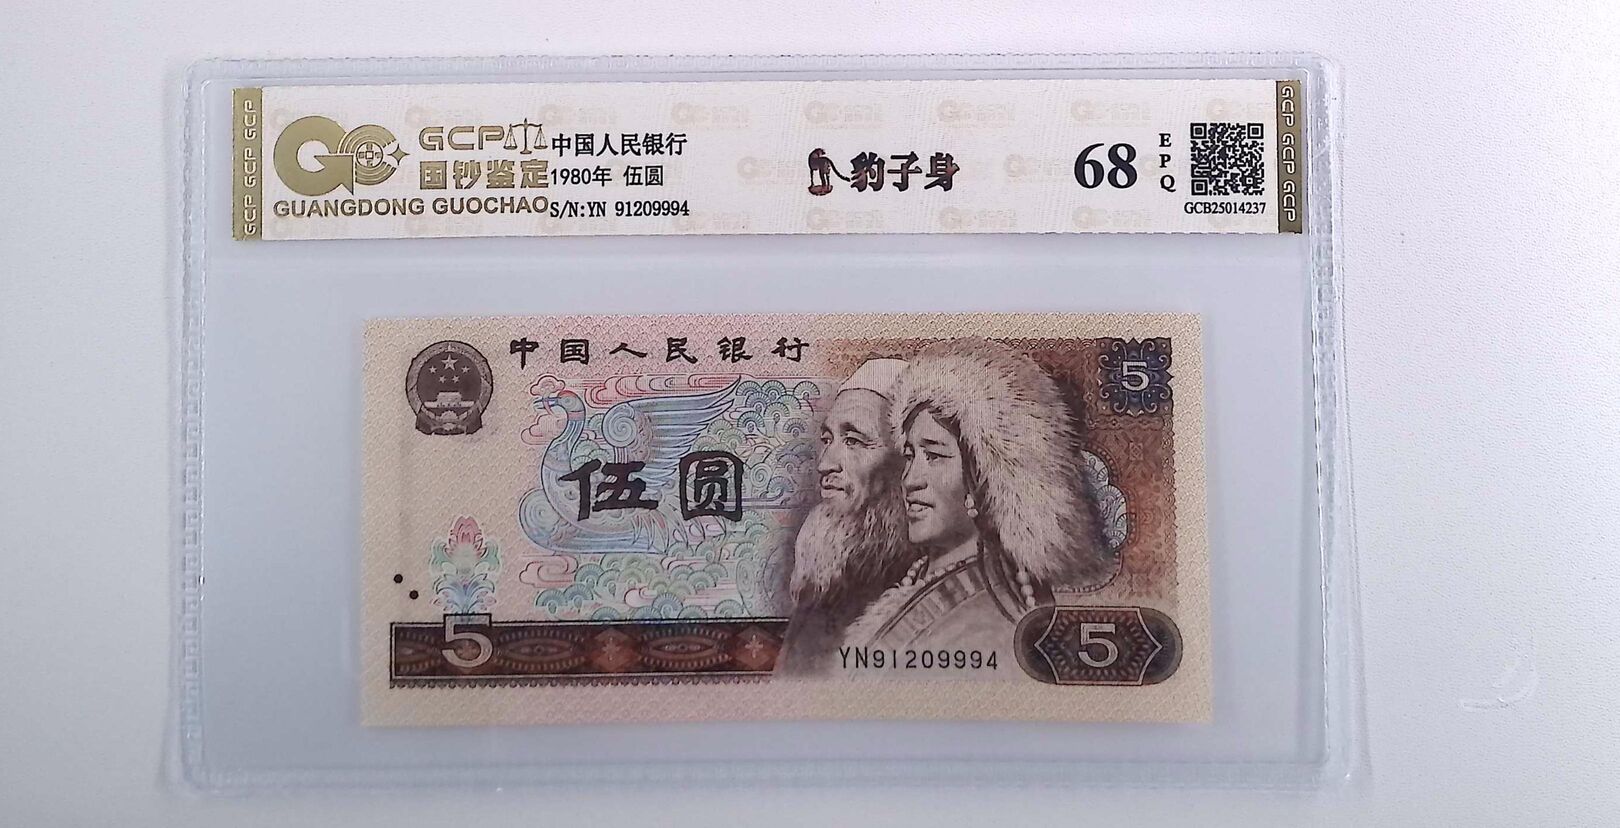 GCP
国钞鉴定
GUANGDONG GUOCHAO
中国人民银行
1980年 伍圆
S/N:YN 91209994
豹子身
68
EPQ
GCB25014237
GCP GCP GCP
GCP GCP GCP
中国人民银行
5
伍圆
5
YN91209994
5